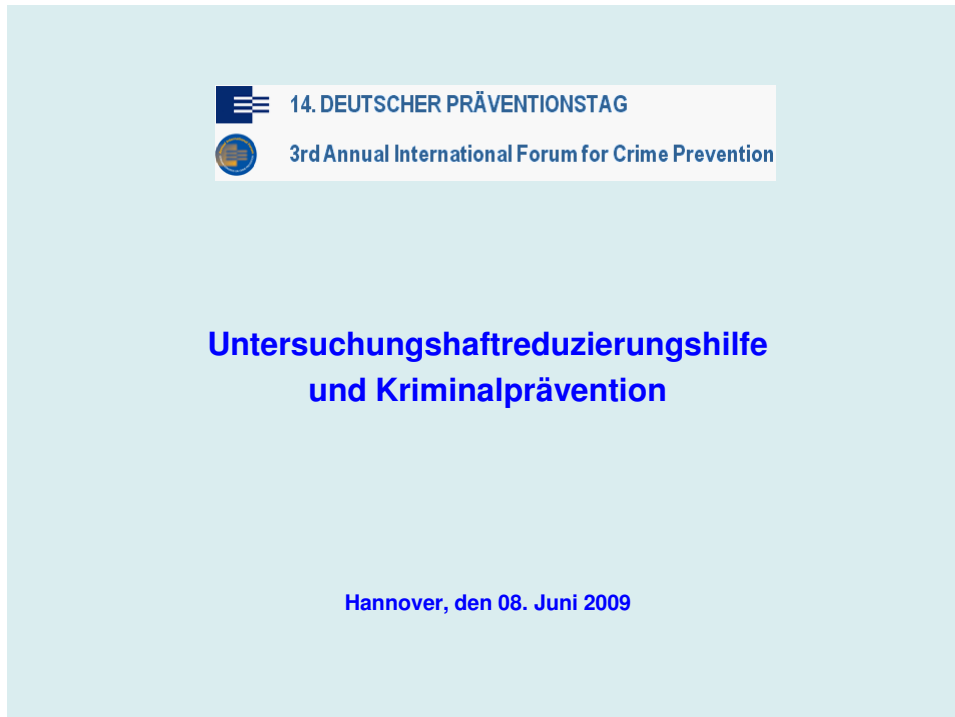 14. DEUTSCHER PRÄVENTIONSTAG
3rd Annual International Forum for Crime Prevention
Untersuchungshaftreduzierungshilfe
und Kriminalprävention
Hannover, den 08. Juni 2009